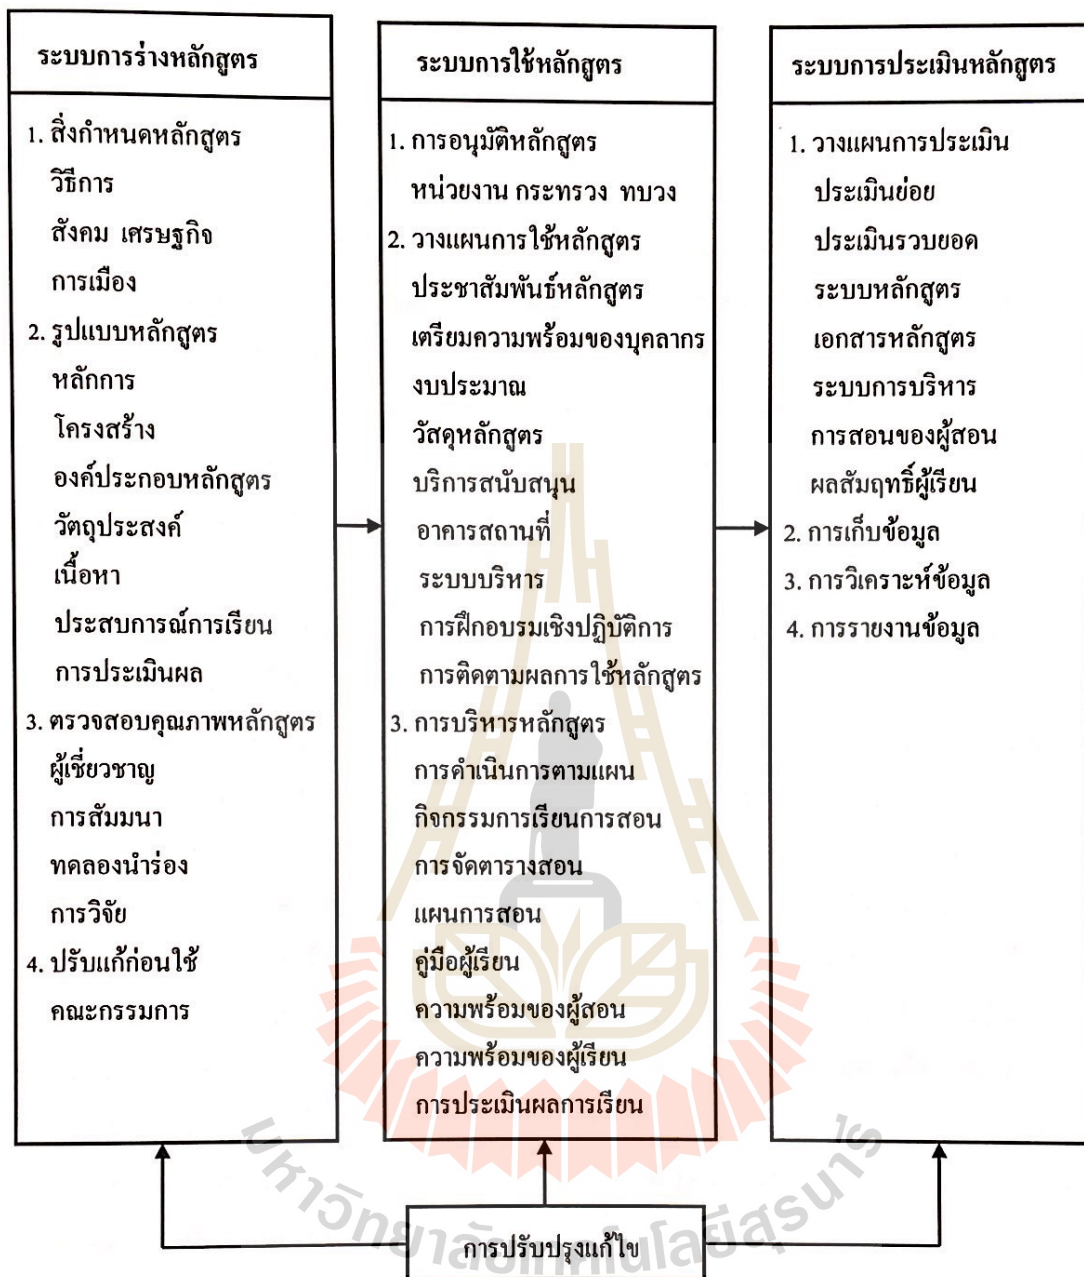 ระบบการร่างหลักสูตร
1. สิ่งกำหนดหลักสูตร
วิธีการ
สังคม เศรษฐกิจ
การเมือง
2. รูปแบบหลักสูตร
หลักการ
โครงสร้าง
องค์ประกอบหลักสูตร
วัตถุประสงค์
เนื้อหา
ประสบการณ์การเรียน
การประเมินผล
3. ตรวจสอบคุณภาพหลักสูตร
ผู้เชี่ยวชาญ
การสัมมนา
ทดลองนำร่อง
การวิจัย
4. ปรับแก้ก่อนใช้
คณะกรรมการ
ระบบการใช้หลักสูตร
1. การอนุมัติหลักสูตร
หน่วยงาน กระทรวง ทบวง
2. วางแผนการใช้หลักสูตร
ประชาสัมพันธ์หลักสูตร
เตรียมความพร้อมของบุคลากร
งบประมาณ
วัสดุหลักสูตร
บริการสนับสนุน
อาคารสถานที่
ระบบบริหาร
การฝึกอบรมเชิงปฏิบัติการ
การติดตามผลการใช้หลักสูตร
3. การบริหารหลักสูตร
การดำเนินการตามแผน
กิจกรรมการเรียนการสอน
การจัดตารางสอน
แผนการสอน
คู่มือผู้เรียน
ความพร้อมของผู้สอน
ความพร้อมของผู้เรียน
การประเมินผลการเรียน
ระบบการประเมินหลักสูตร
1. วางแผนการประเมิน
ประเมินย่อย
ประเมินรวบยอด
ระบบหลักสูตร
เอกสารหลักสูตร
ระบบการบริหาร
การสอนของผู้สอน
ผลสัมฤทธิ์ผู้เรียน
2. การเก็บข้อมูล
3. การวิเคราะห์ข้อมูล
4. การรายงานข้อมูล
การปรับปรุงแก้ไข
มหาวิทยาลัยเทคโนโลยีสุรนารี